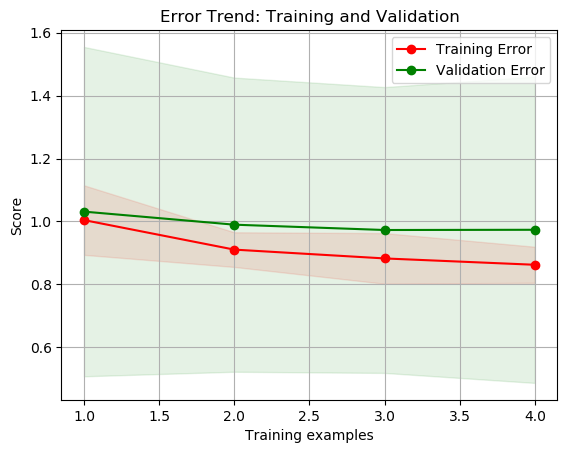 Error Trend: Training and Validation
Training Error
Validation Error
Score
1.6
1.4
1.2
1.0
0.8
0.6
1.0 1.5 2.0 2.5 3.0 3.5 4.0
Training examples